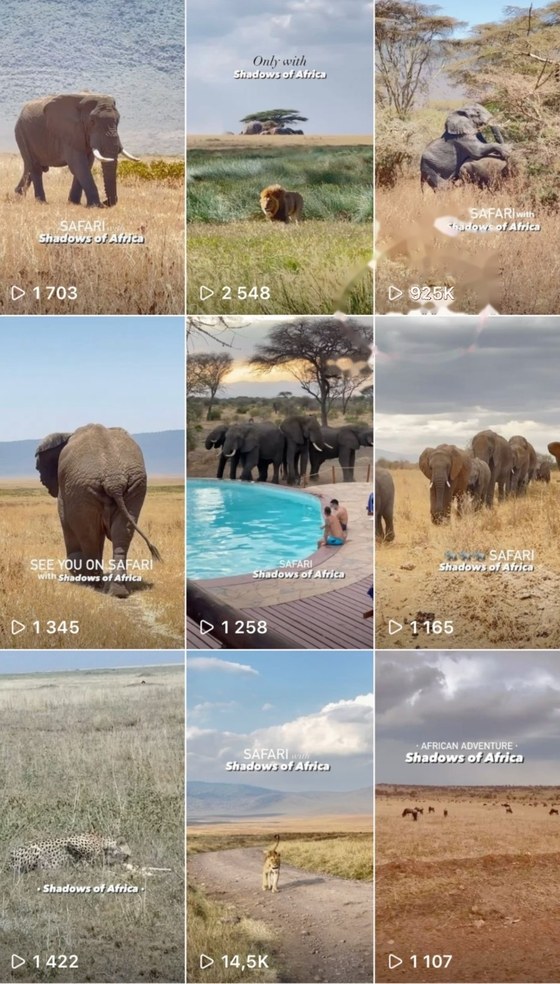 SAFARI
Shadows of Africa
1 703
Only with
Shadows of Africa
2 548
SAFARI with
Shadows of Africa
925K
SEE YOU ON SAFARI
with Shadows of Africa
1 345
SAFARI
Shadows of Africa
1 258
SAFARI
Shadows of Africa
1 165
· Shadows of Africa ·
1 422
SAFARI
Shadows of Africa
14,5K
· AFRICAN ADVENTURE ·
Shadows of Africa
1 107